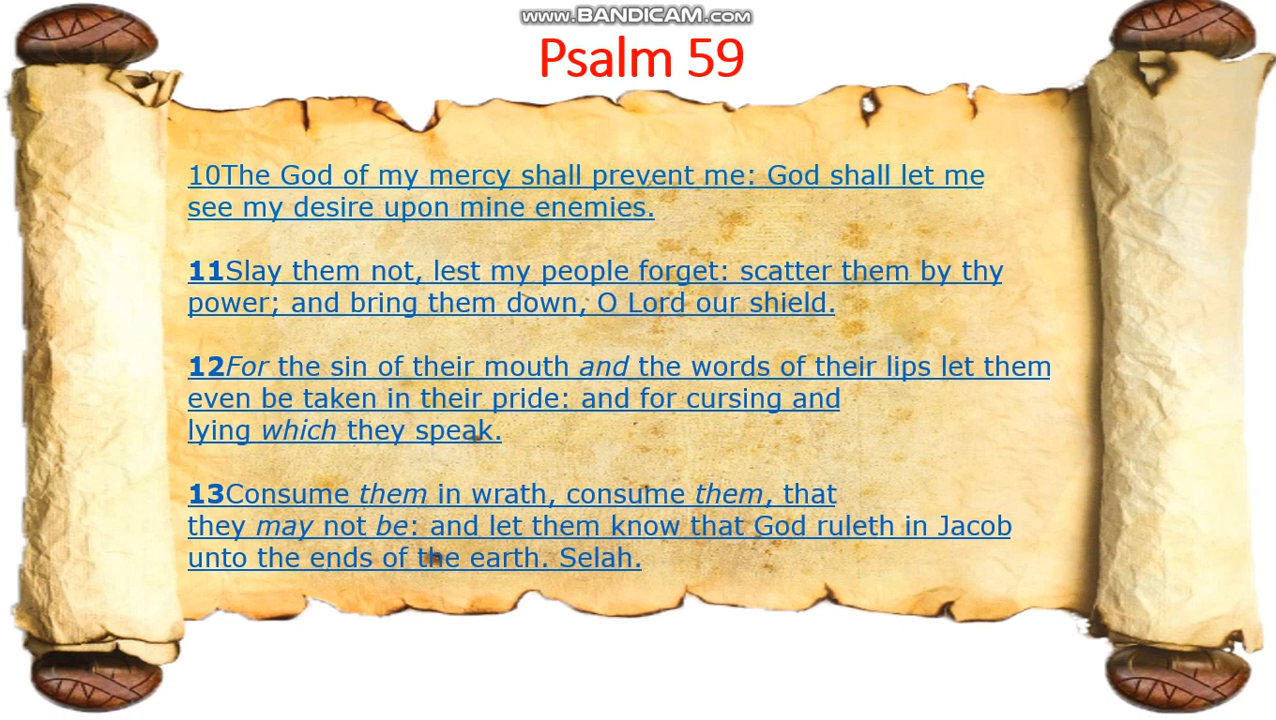 www.BANDICAM.com
Psalm 59
10The God of my mercy shall prevent me: God shall let me
see my desire upon mine enemies.
11Slay them not, lest my people forget: scatter them by thy
power; and bring them down, O Lord our shield.
12For the sin of their mouth and the words of their lips let them
even be taken in their pride: and for cursing and
lying which they speak.
13Consume them in wrath, consume them, that
they may not be: and let them know that God ruleth in Jacob
unto the ends of the earth. Selah.